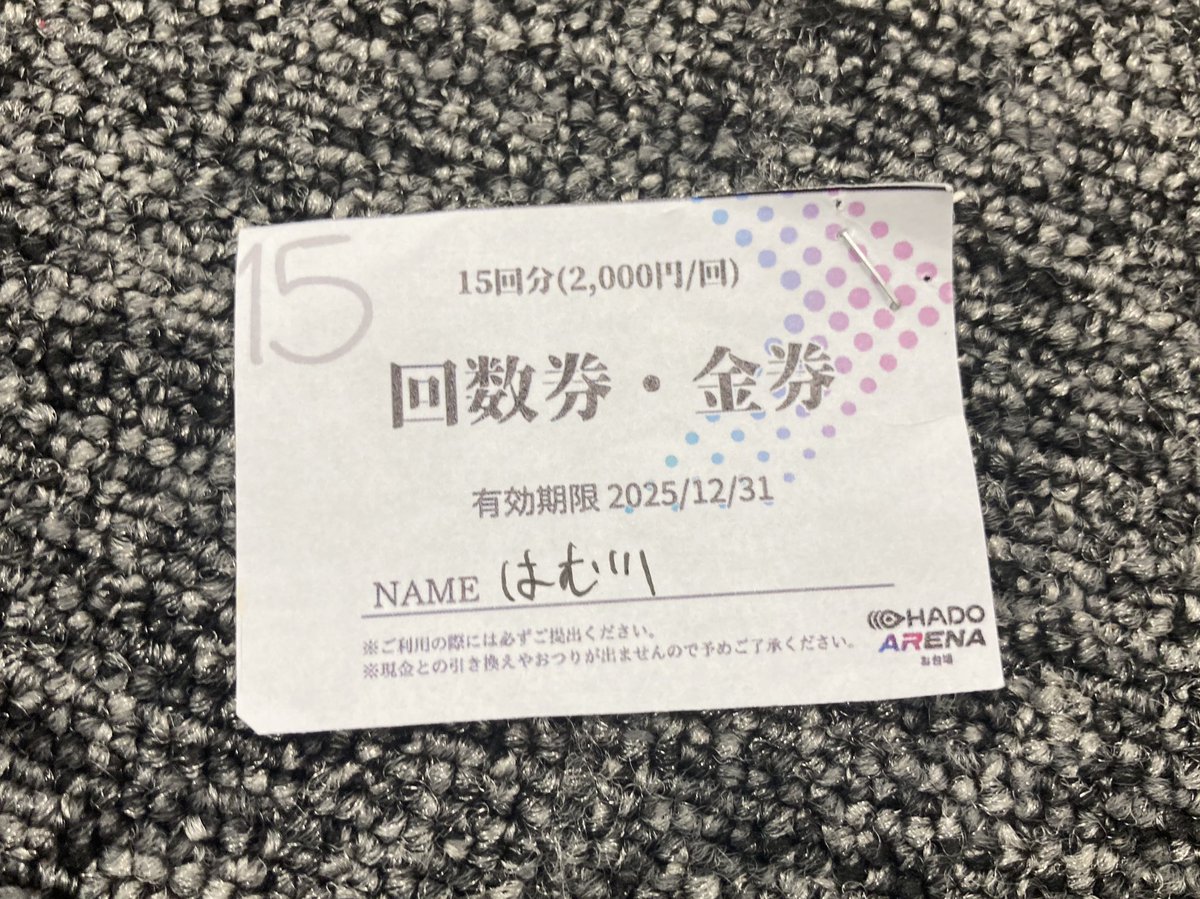 15
15回分(2,000円/回)
回数券・金券
有効期限 2025/12/31
NAME はむ川
※ご利用の際には必ずご提出ください。
※現金との引き換えやおつりが出ませんので予めご了承ください。
HADO
ARENA
お台場